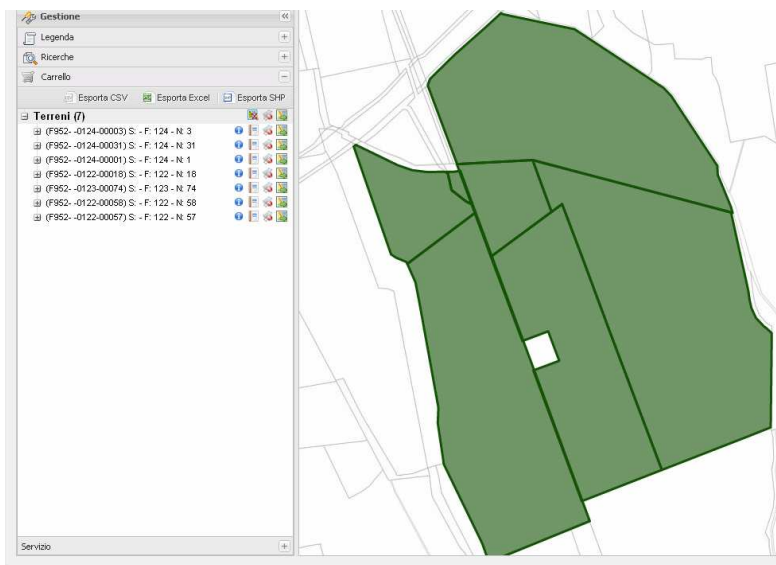 Gestione
Legenda
Ricerche
Carrello
Esporta CSV Esporta Excel Esporta SHP
Terreni (7)
(F952- -0124-00003) S: - F: 124 - N: 3
(F952- -0124-00031) S: - F: 124 - N: 31
(F952- -0124-00001) S: - F: 124 - N: 1
(F952- -0122-00018) S: - F: 122 - N: 18
(F952- -0123-00074) S: - F: 123 - N: 74
(F952- -0122-00058) S: - F: 122 - N: 58
(F952- -0122-00057) S: - F: 122 - N: 57
Servizio